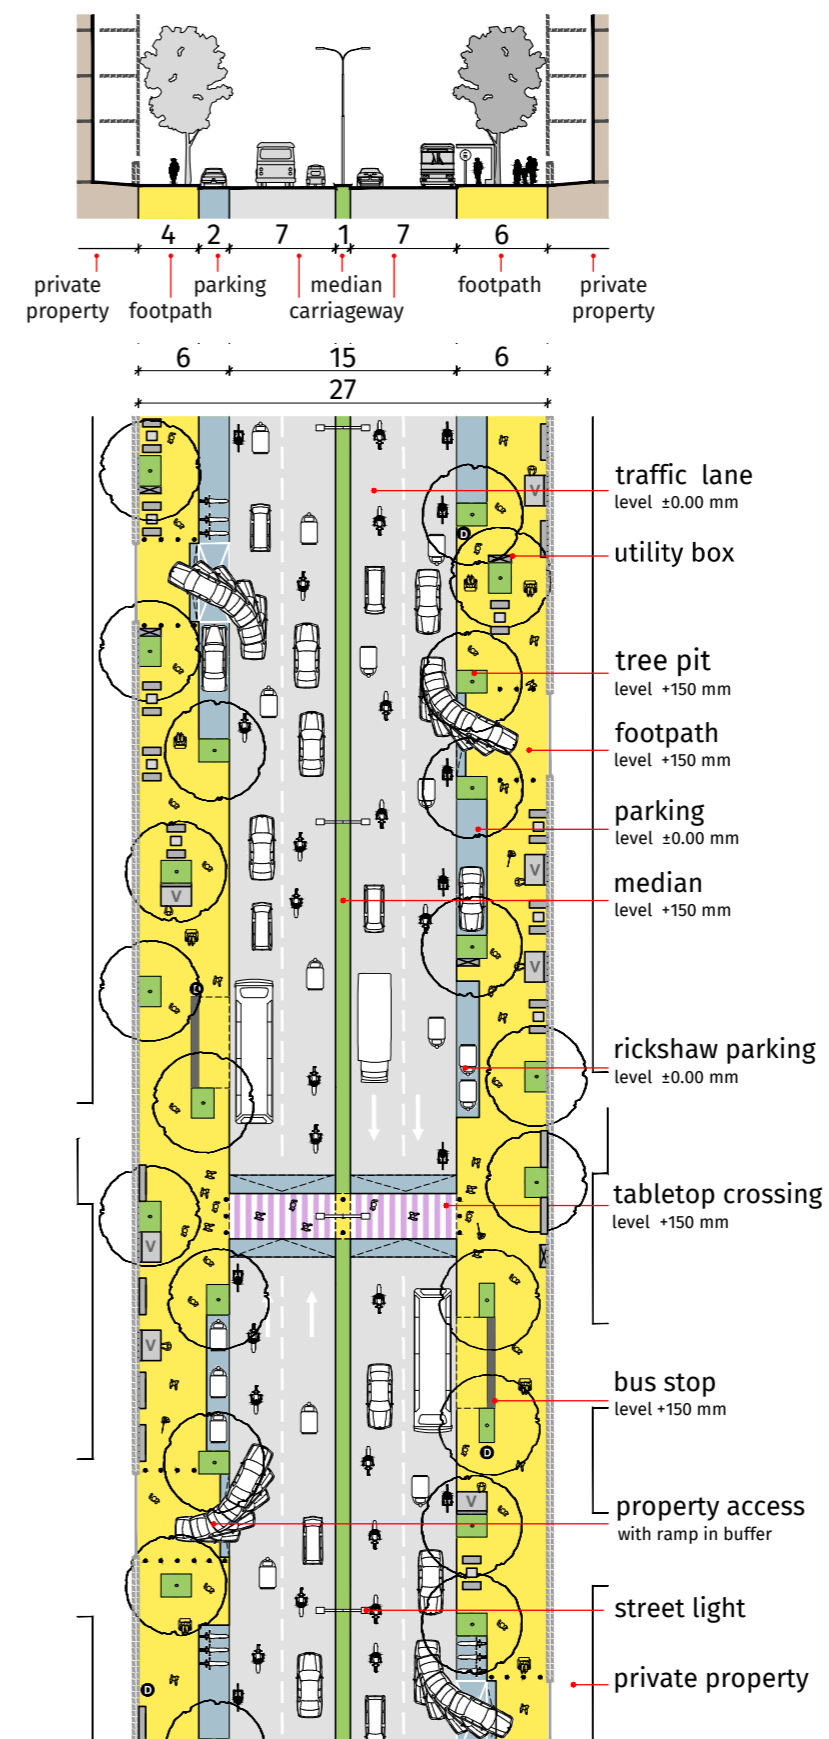 4 2 7 1 7 6
private property
footpath
parking
median
carriageway
footpath
private property
6 15 6
27
traffic lane
level ±0.00 mm
V
D
utility box
tree pit
level +150 mm
footpath
level +150 mm
parking
level ±0.00 mm
V
V
median
level +150 mm
V
D
rickshaw parking
level ±0.00 mm
tabletop crossing
level +150 mm
V
V
bus stop
level +150 mm
D
V
property access
with ramp in buffer
street light
private property
D